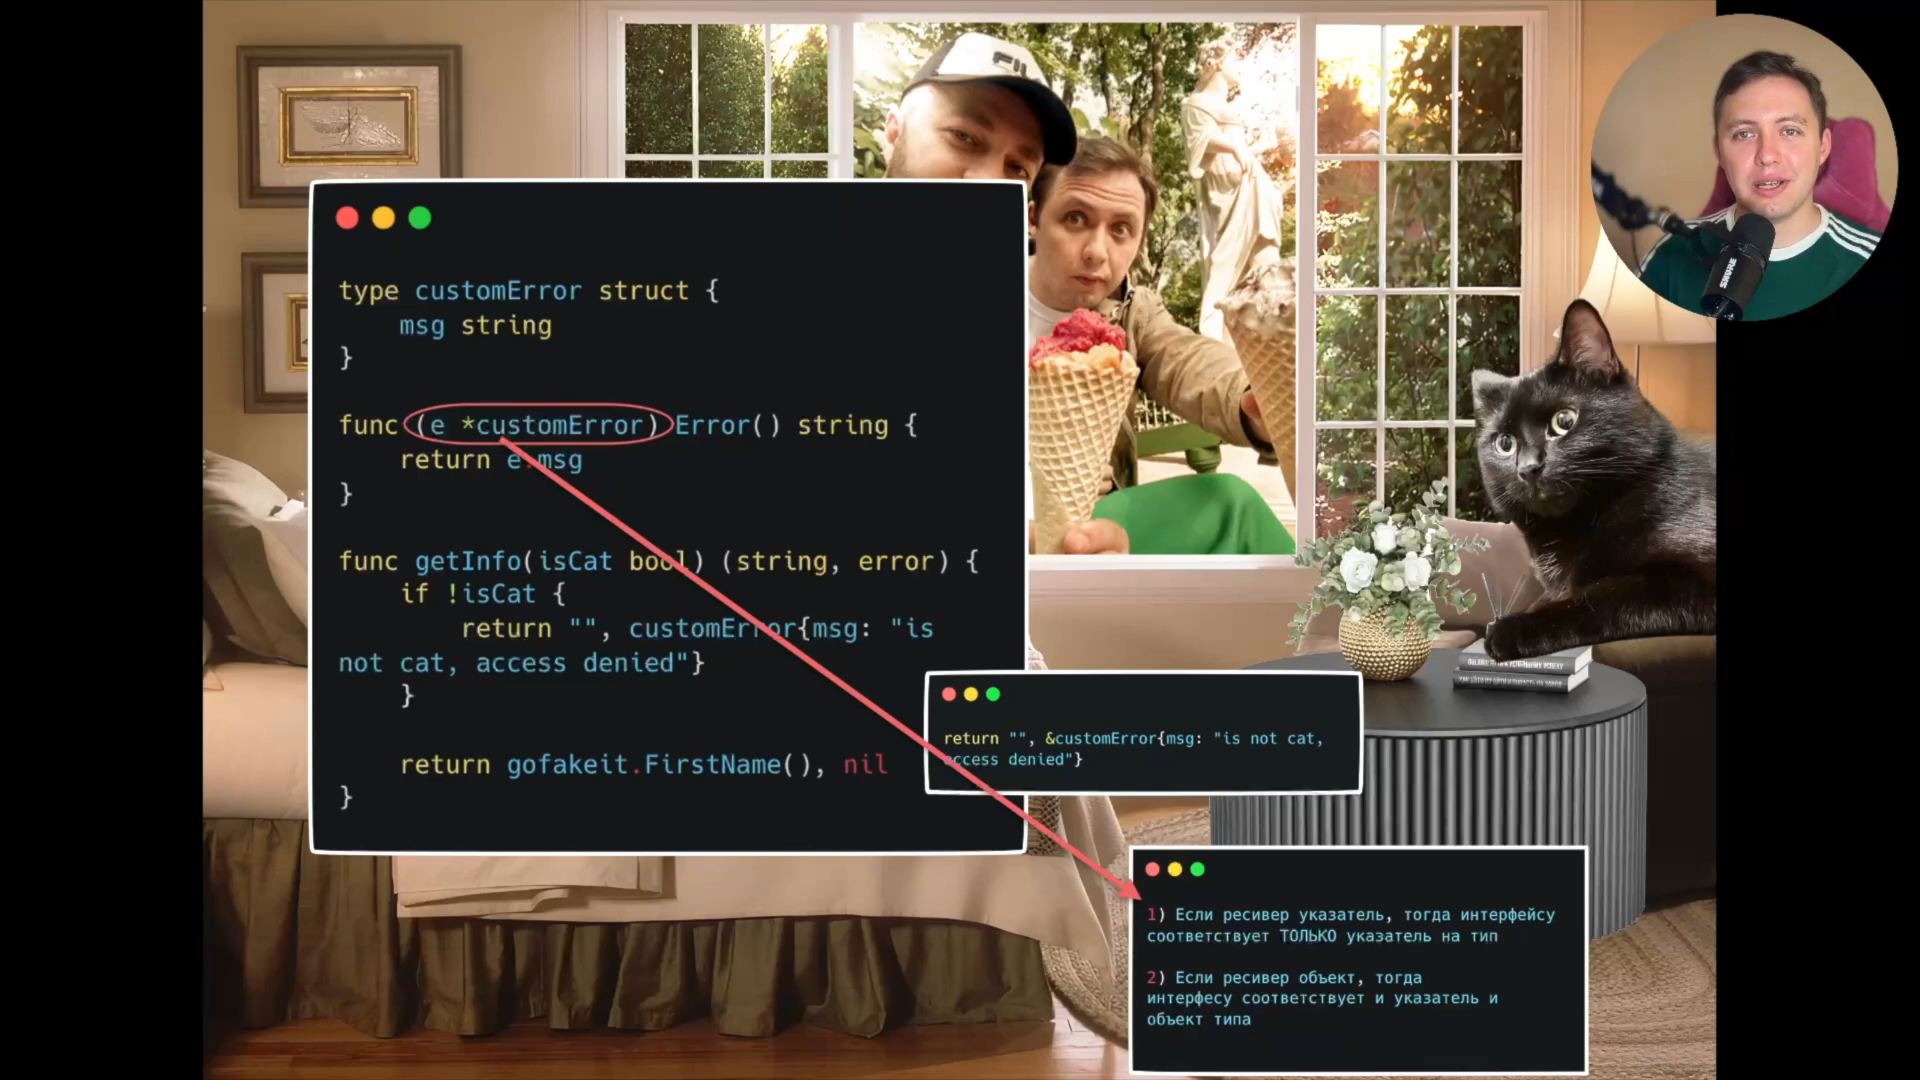 FIL
type customError struct {
msg string
}
func (e *customError) Error() string {
return e.msg
}
func getInfo(isCat bool) (string, error) {
if !isCat {
return "", customError{msg: "is
not cat, access denied"}
}
return gofakeit.FirstName(), nil
}
return "", &customError{msg: "is not cat,
access denied"}
1) Если ресивер указатель, тогда интерфейсу
соответствует ТОЛЬКО указатель на тип
2) Если ресивер объект, тогда
интерфесу соответствует и указатель и
объект типа
SHURE